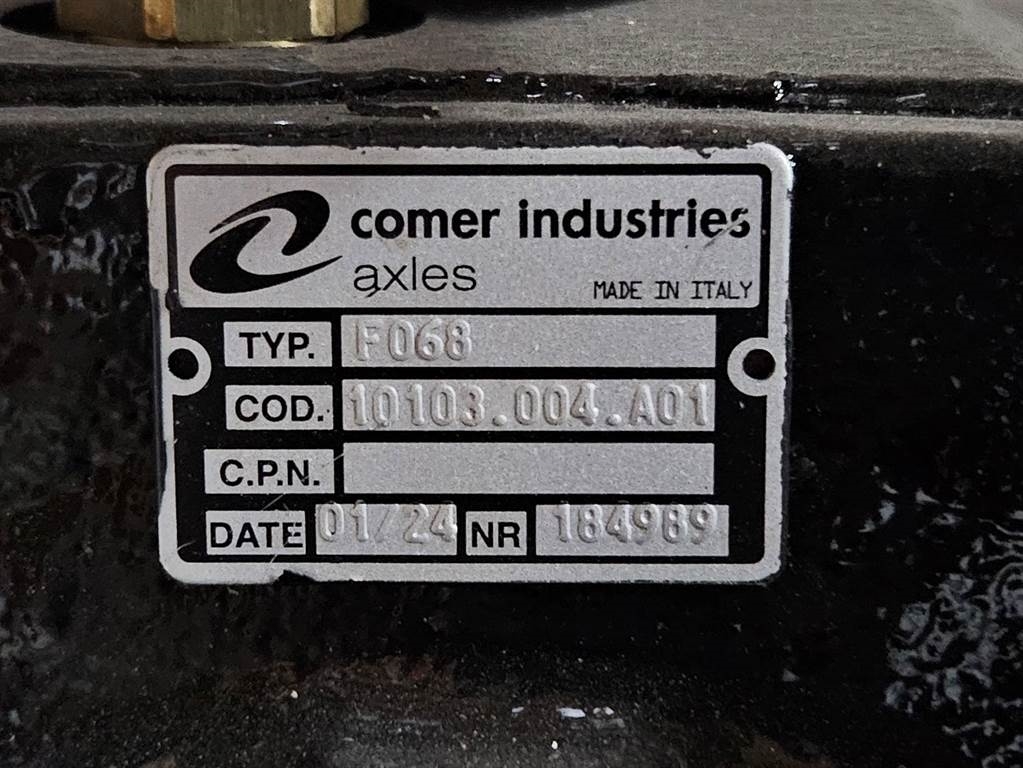 comer industries
axles
MADE IN ITALY
TYP. F068
COD. 10103.004.A01
C.P.N.
DATE 01/24 NR 184989